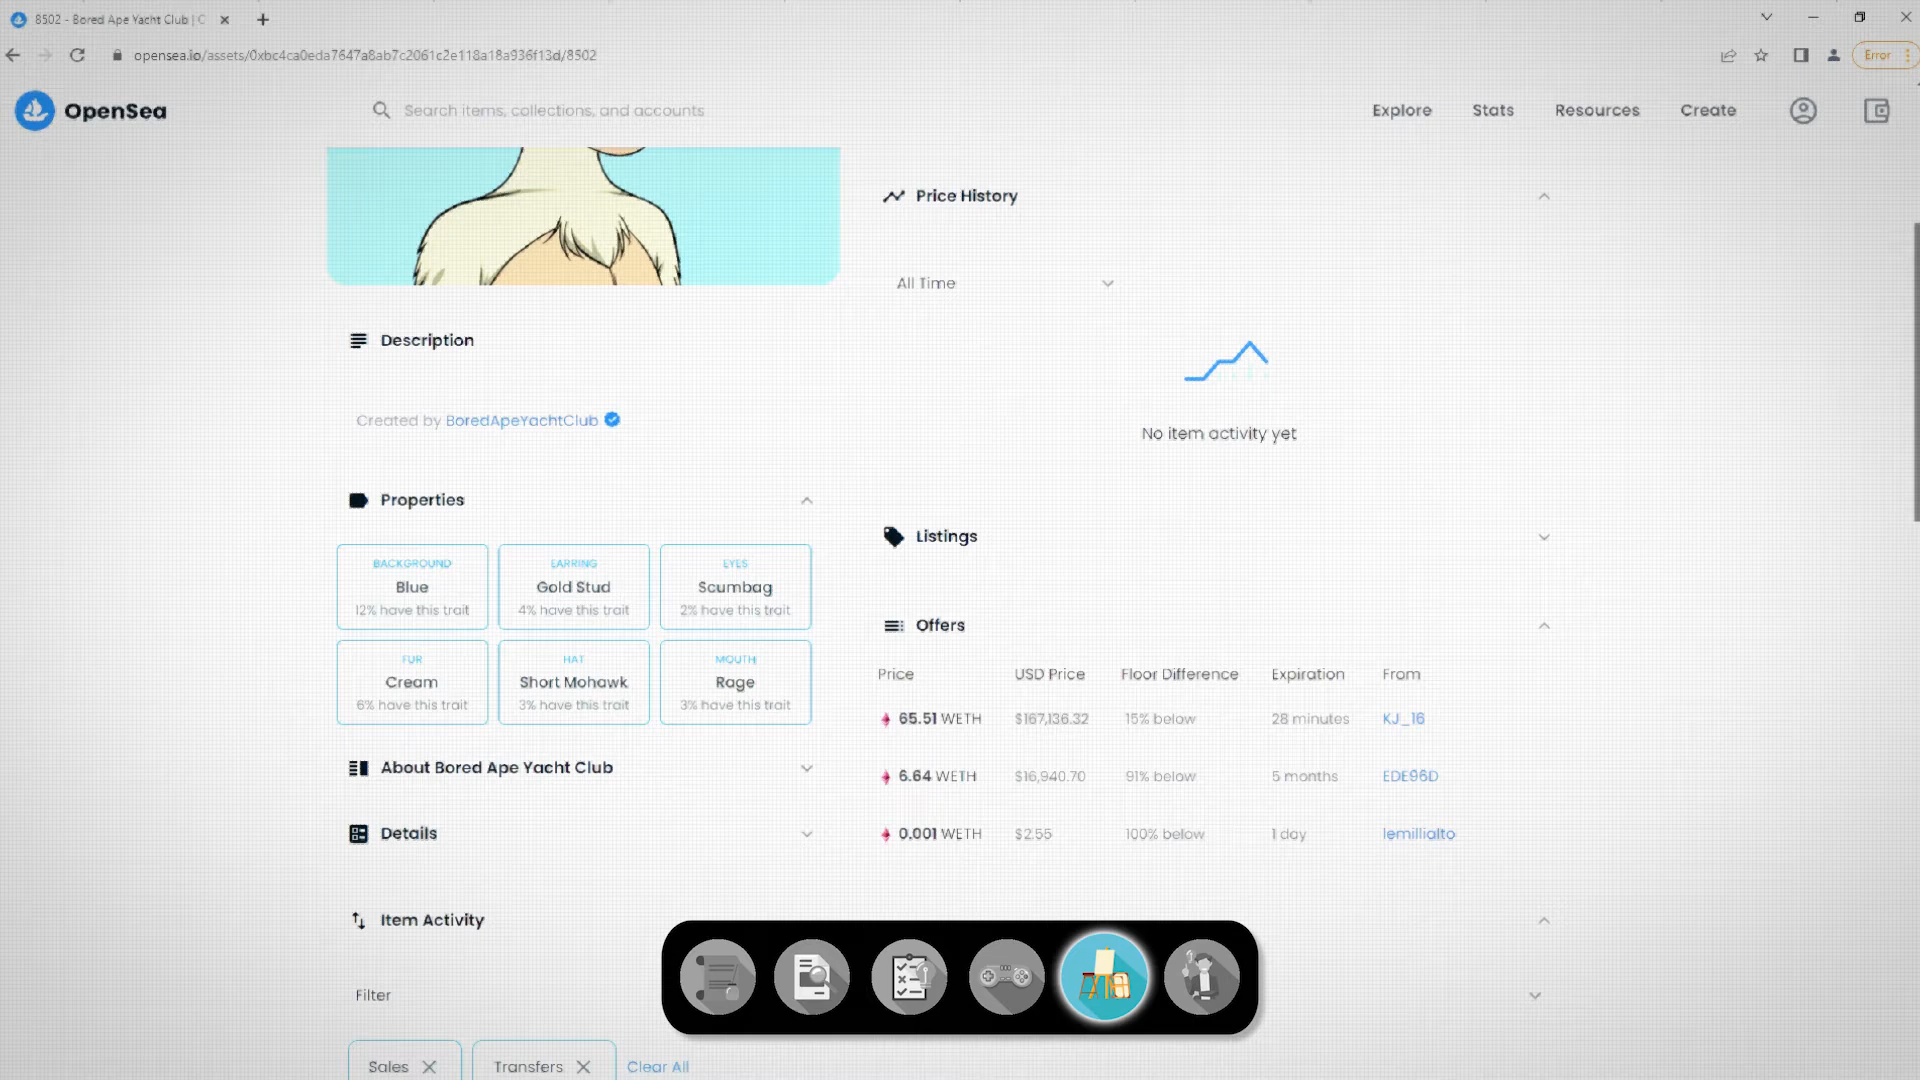 8502 - Bored Ape Yacht Club | C
opensea.io/assets/0xbc4ca0eda7647a8ab7c2061c2e118a18a936f13d/8502
Error
OpenSea
Search items, collections, and accounts
Explore
Stats
Resources
Create
Price History
All Time
No item activity yet
Description
Created by BoredApeYachtClub
Properties
BACKGROUND
Blue
12% have this trait
EARRING
Gold Stud
4% have this trait
EYES
Scumbag
2% have this trait
FUR
Cream
6% have this trait
HAT
Short Mohawk
3% have this trait
MOUTH
Rage
3% have this trait
About Bored Ape Yacht Club
Details
Listings
Offers
Price USD Price Floor Difference Expiration From
65.51 WETH $167,136.32 15% below 28 minutes KJ_16
6.64 WETH $16,940.70 91% below 5 months EDE96D
0.001 WETH $2.55 100% below 1 day lemillialto
Item Activity
Filter
Sales
Transfers
Clear All